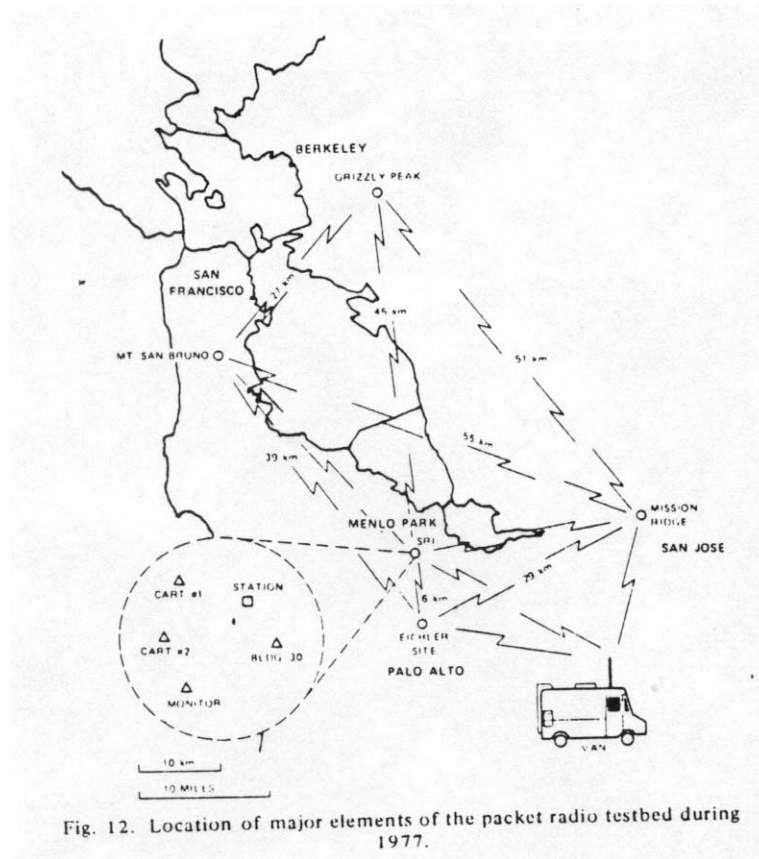 BERKELEY
GRIZZLY PEAK
SAN
FRANCISCO
27 km
45 km
MT SAN BRUNO
51 km
55 km
39 km
MISSION
RIDGE
MENLO PARK
SRI
SAN JOSE
CART #1
STATION
29 km
6 km
CART #2
BLDG 30
EICHLER
SITE
PALO ALTO
MONITOR
VAN
10 km
10 MILES
Fig. 12. Location of major elements of the packet radio testbed during
1977.